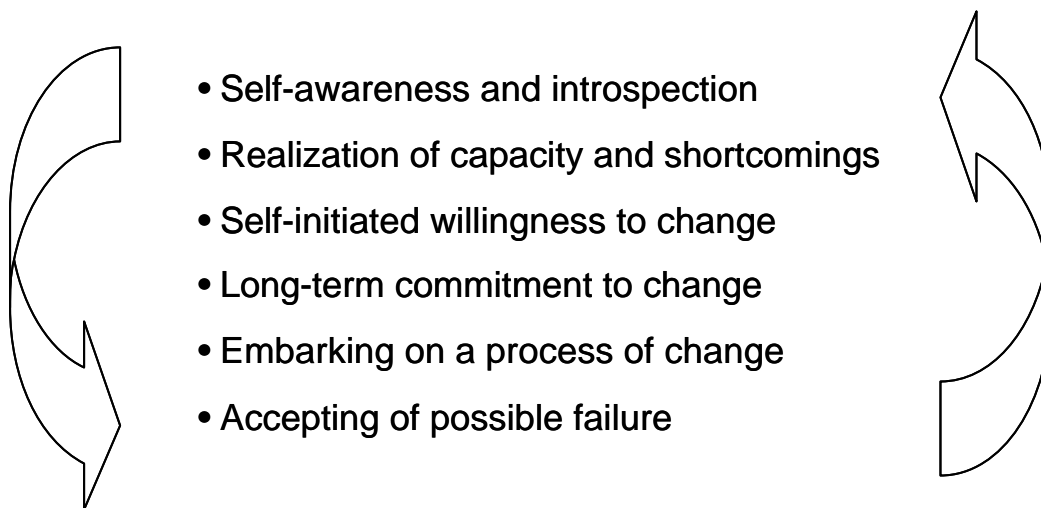 • Self-awareness and introspection
• Realization of capacity and shortcomings
• Self-initiated willingness to change
• Long-term commitment to change
• Embarking on a process of change
• Accepting of possible failure